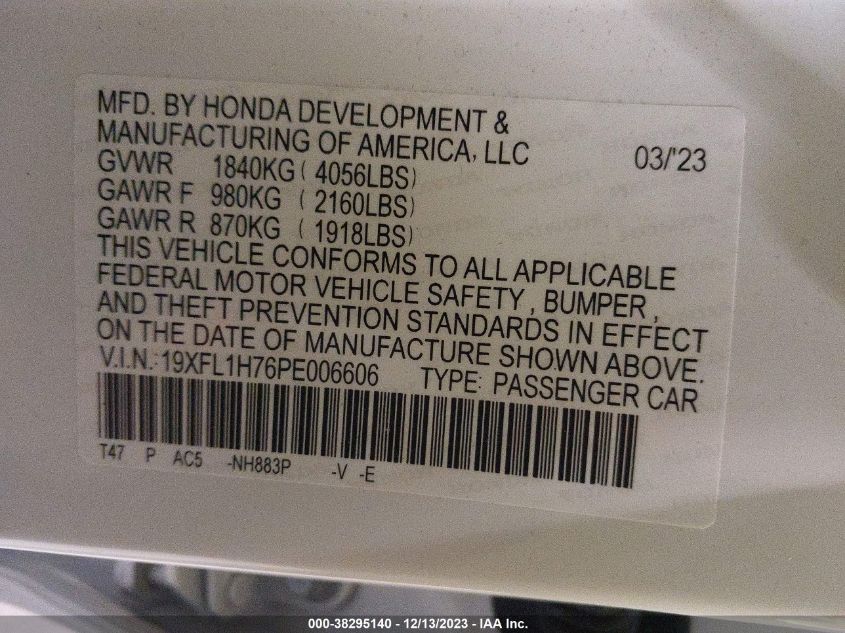 MFD. BY HONDA DEVELOPMENT &
MANUFACTURING OF AMERICA, LLC 03/'23
GVWR 1840KG ( 4056LBS)
GAWR F 980KG ( 2160LBS)
GAWR R 870KG ( 1918LBS)
THIS VEHICLE CONFORMS TO ALL APPLICABLE
FEDERAL MOTOR VEHICLE SAFETY, BUMPER,
AND THEFT PREVENTION STANDARDS IN EFFECT
ON THE DATE OF MANUFACTURE SHOWN ABOVE.
V.I.N.: 19XFL1H76PE006606 TYPE: PASSENGER CAR
T47 P AC5 -NH883P -V -E
000-38295140 - 12/13/2023 - IAA Inc.